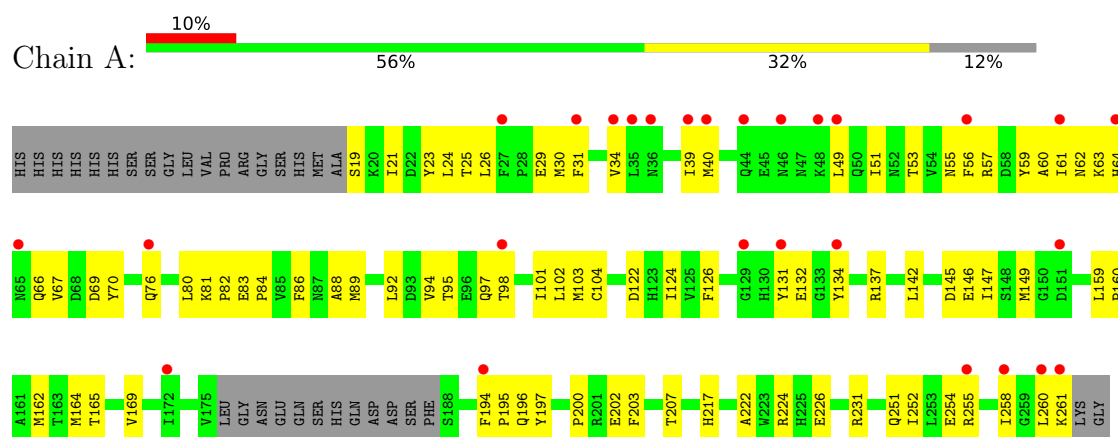 10%
Chain A:
56% 32% 12%
HIS HIS HIS HIS HIS HIS SER SER GLY LEU VAL PRO ARG GLY SER HIS MET ALA S19 K20 I21 D22 Y23 L24 T25 L26 F27 P28 E29 M30 F31 V34 L35 N36 I39 M40 Q44 E45 N46 N47 K48 L49 Q50 I51 N52 T53 V54 N55 F56 R57 D58 Y59 A60 I61 N62 K63 H64
N65 Q66 V67 D68 D69 Y70 Q76 L80 K81 P82 E83 P84 V85 F86 N87 A88 M89 L92 D93 V94 T95 E96 Q97 T98 I101 L102 M103 C104 D122 H123 I124 V125 F126 G129 H130 Y131 E132 G133 Y134 R137 L142 D145 E146 I147 S148 M149 G150 D151 L159 P160
A161 M162 T163 M164 T165 V169 I172 V175 LEU GLY ASN GLU GLN SER HIS GLN ASP ASP SER PHE S188 F194 P195 Q196 Y197 P200 R201 E202 F203 T207 H217 A222 W223 R224 H225 E226 R231 Q251 I252 L253 E254 R255 I258 G259 L260 K261 LYS GLY